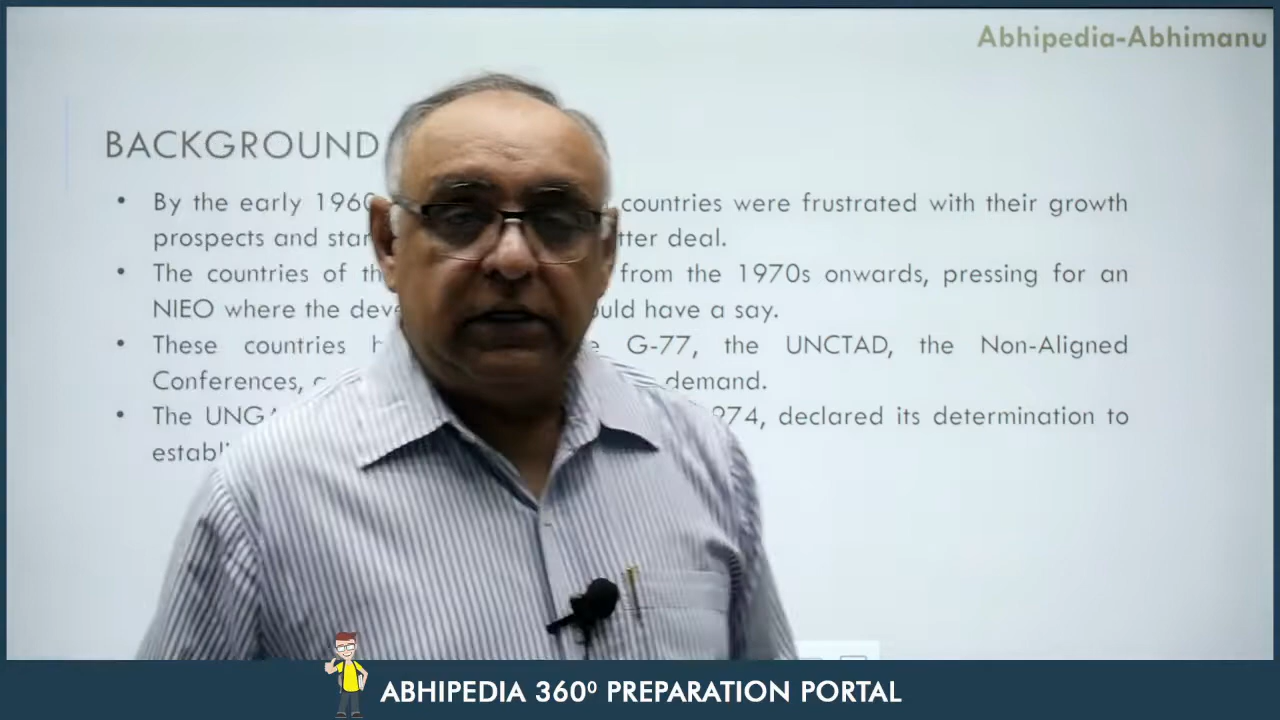 Abhipedia-Abhimanu
BACKGROUND
• By the early 1960 countries were frustrated with their growth
prospects and star tter deal.
• The countries of th from the 1970s onwards, pressing for an
NIEO where the deve ould have a say.
• These countries h G-77, the UNCTAD, the Non-Aligned
Conferences, demand.
• The UNGA 974, declared its determination to
establ
ABHIPEDIA 360⁰ PREPARATION PORTAL